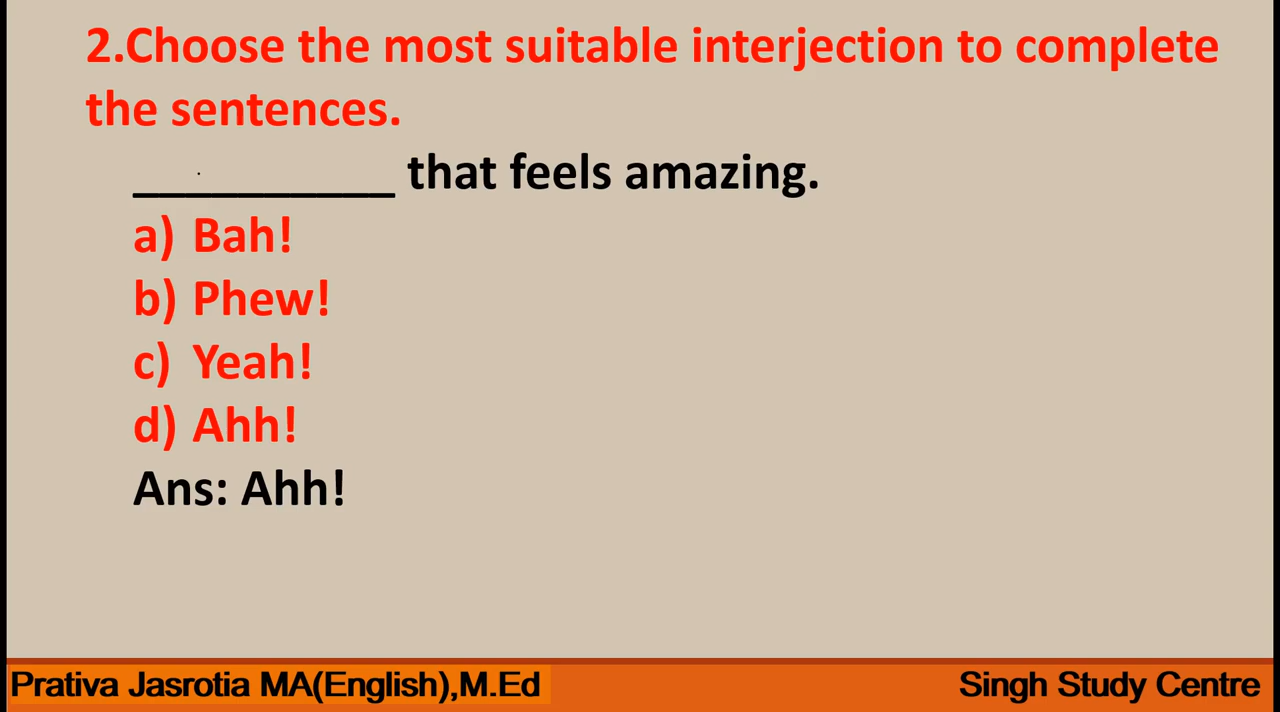 2.Choose the most suitable interjection to complete
the sentences.
__________ that feels amazing.
a) Bah!
b) Phew!
c) Yeah!
d) Ahh!
Ans: Ahh!
Prativa Jasrotia MA(English),M.Ed
Singh Study Centre